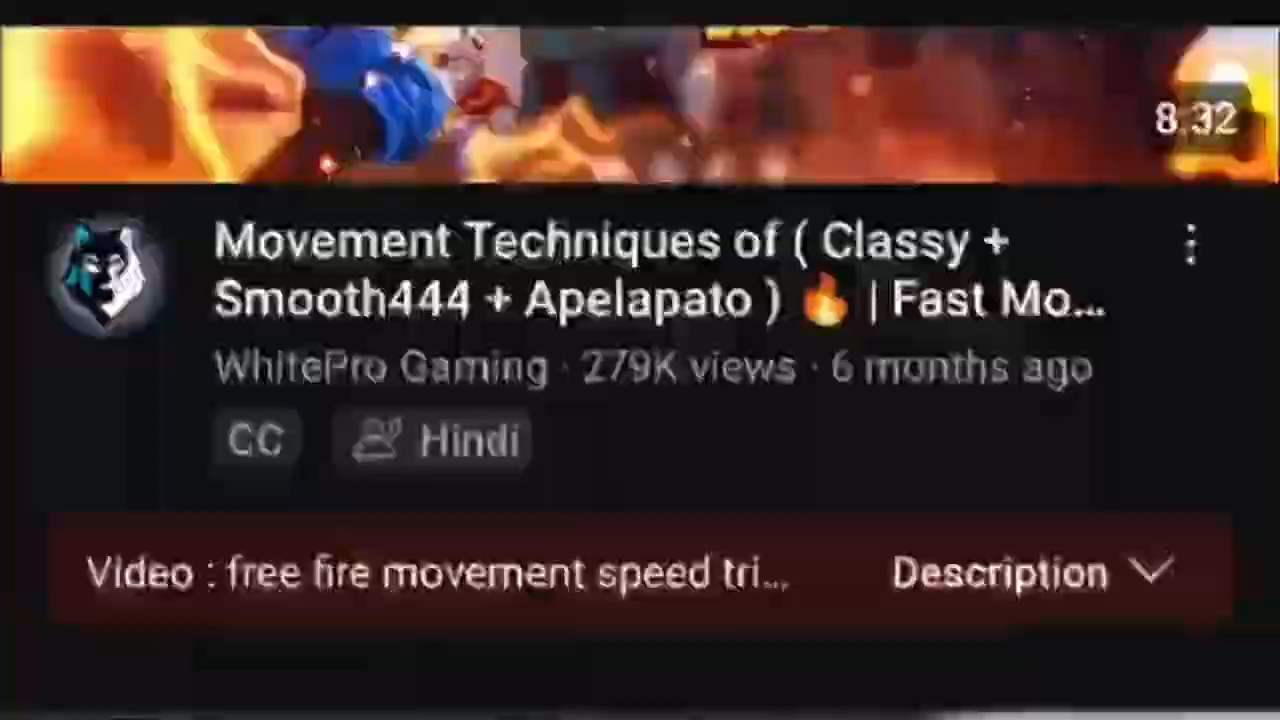 8:32
Movement Techniques of ( Classy +
Smooth444 + Apelapato ) 🔥 | Fast Mo...
WhitePro Gaming · 279K views · 6 months ago
CC Hindi
Video : free fire movement speed tri... Description